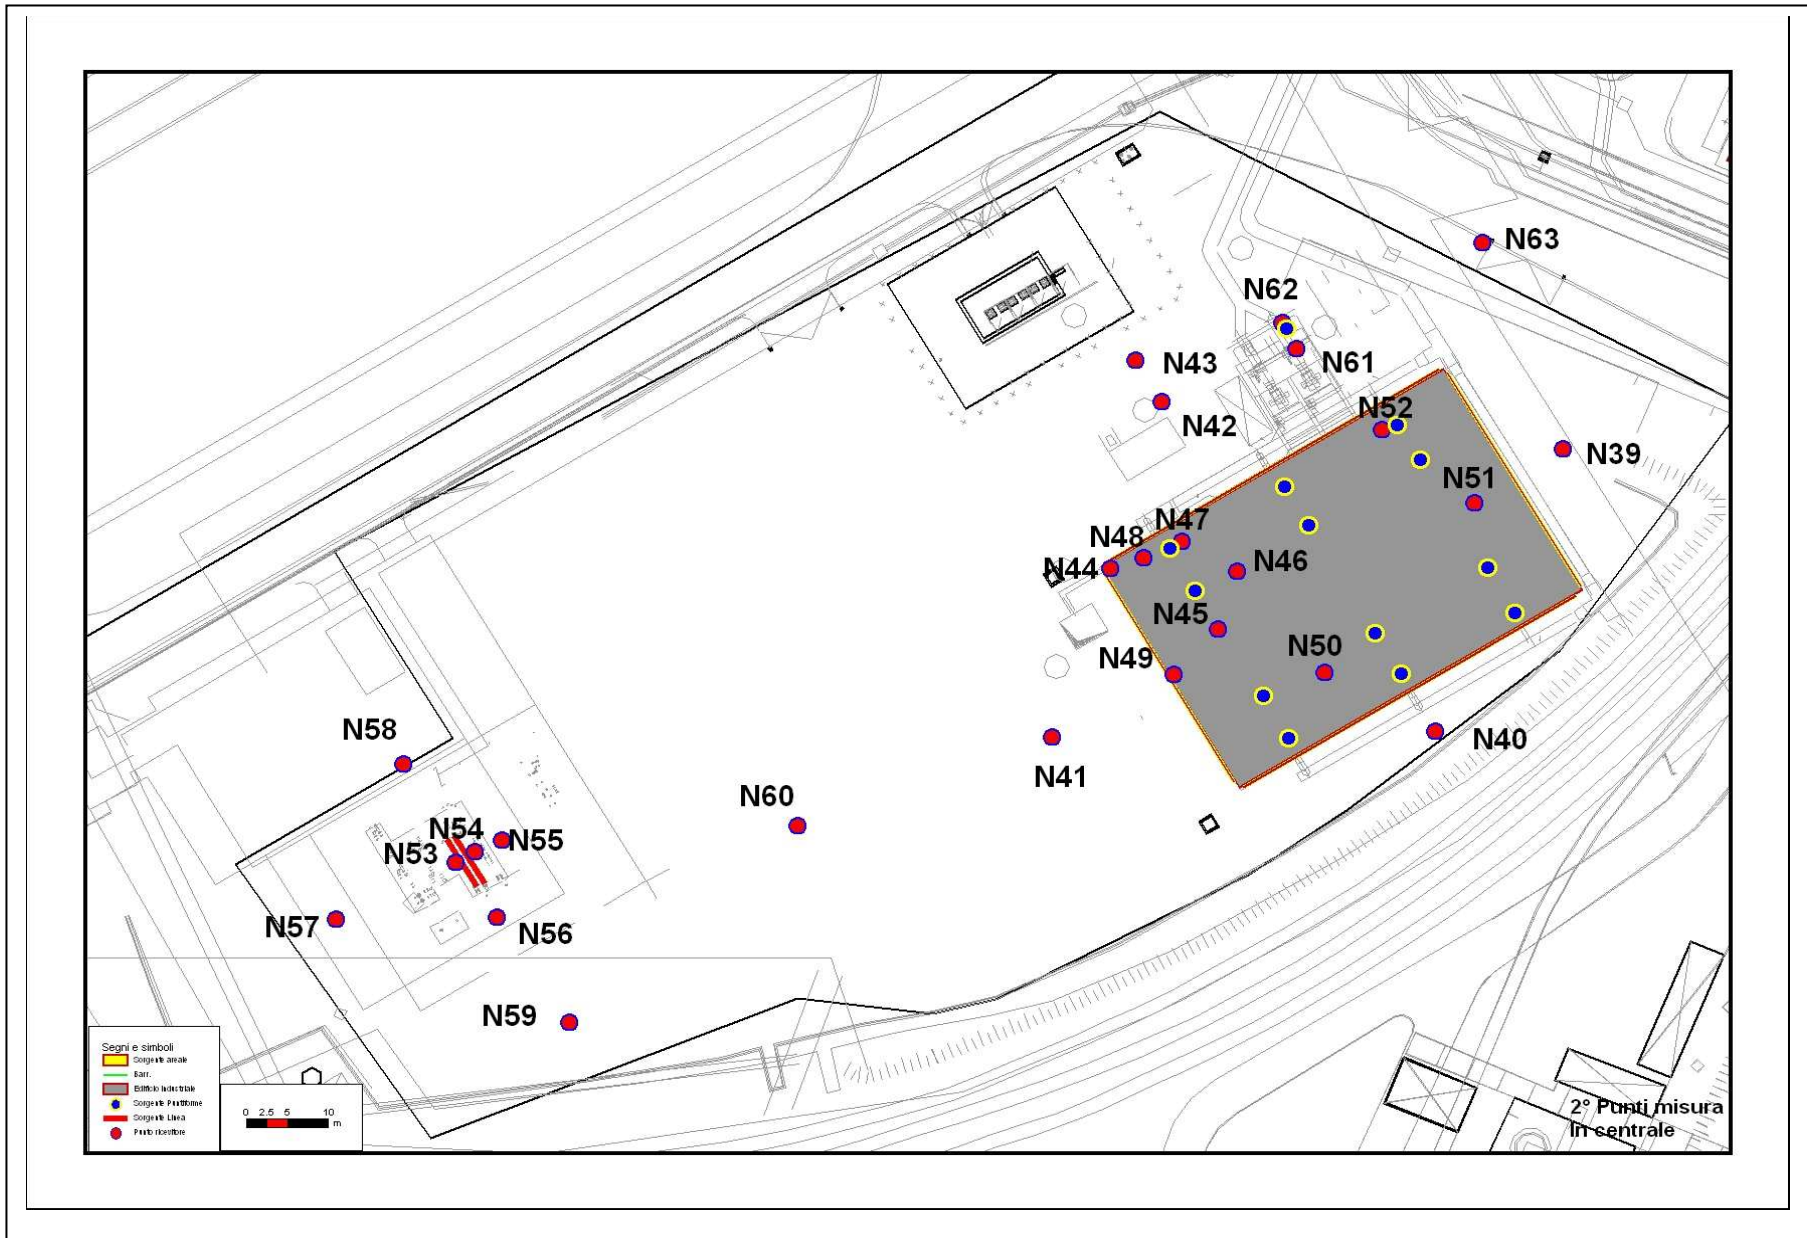 N63
N62
N43
N61
N42
N52
N39
N51
N47
N48
N44
N46
N45
N50
N49
N58
N40
N41
N60
N54
N55
N53
N57
N56
N59
Segni e simboli
Sorgente areale
Barr.
Edificio Industriale
Sorgente Puntiforme
Sorgente Linea
Punto ricettore
0 2.5 5 10
m
2° Punti misura
In centrale